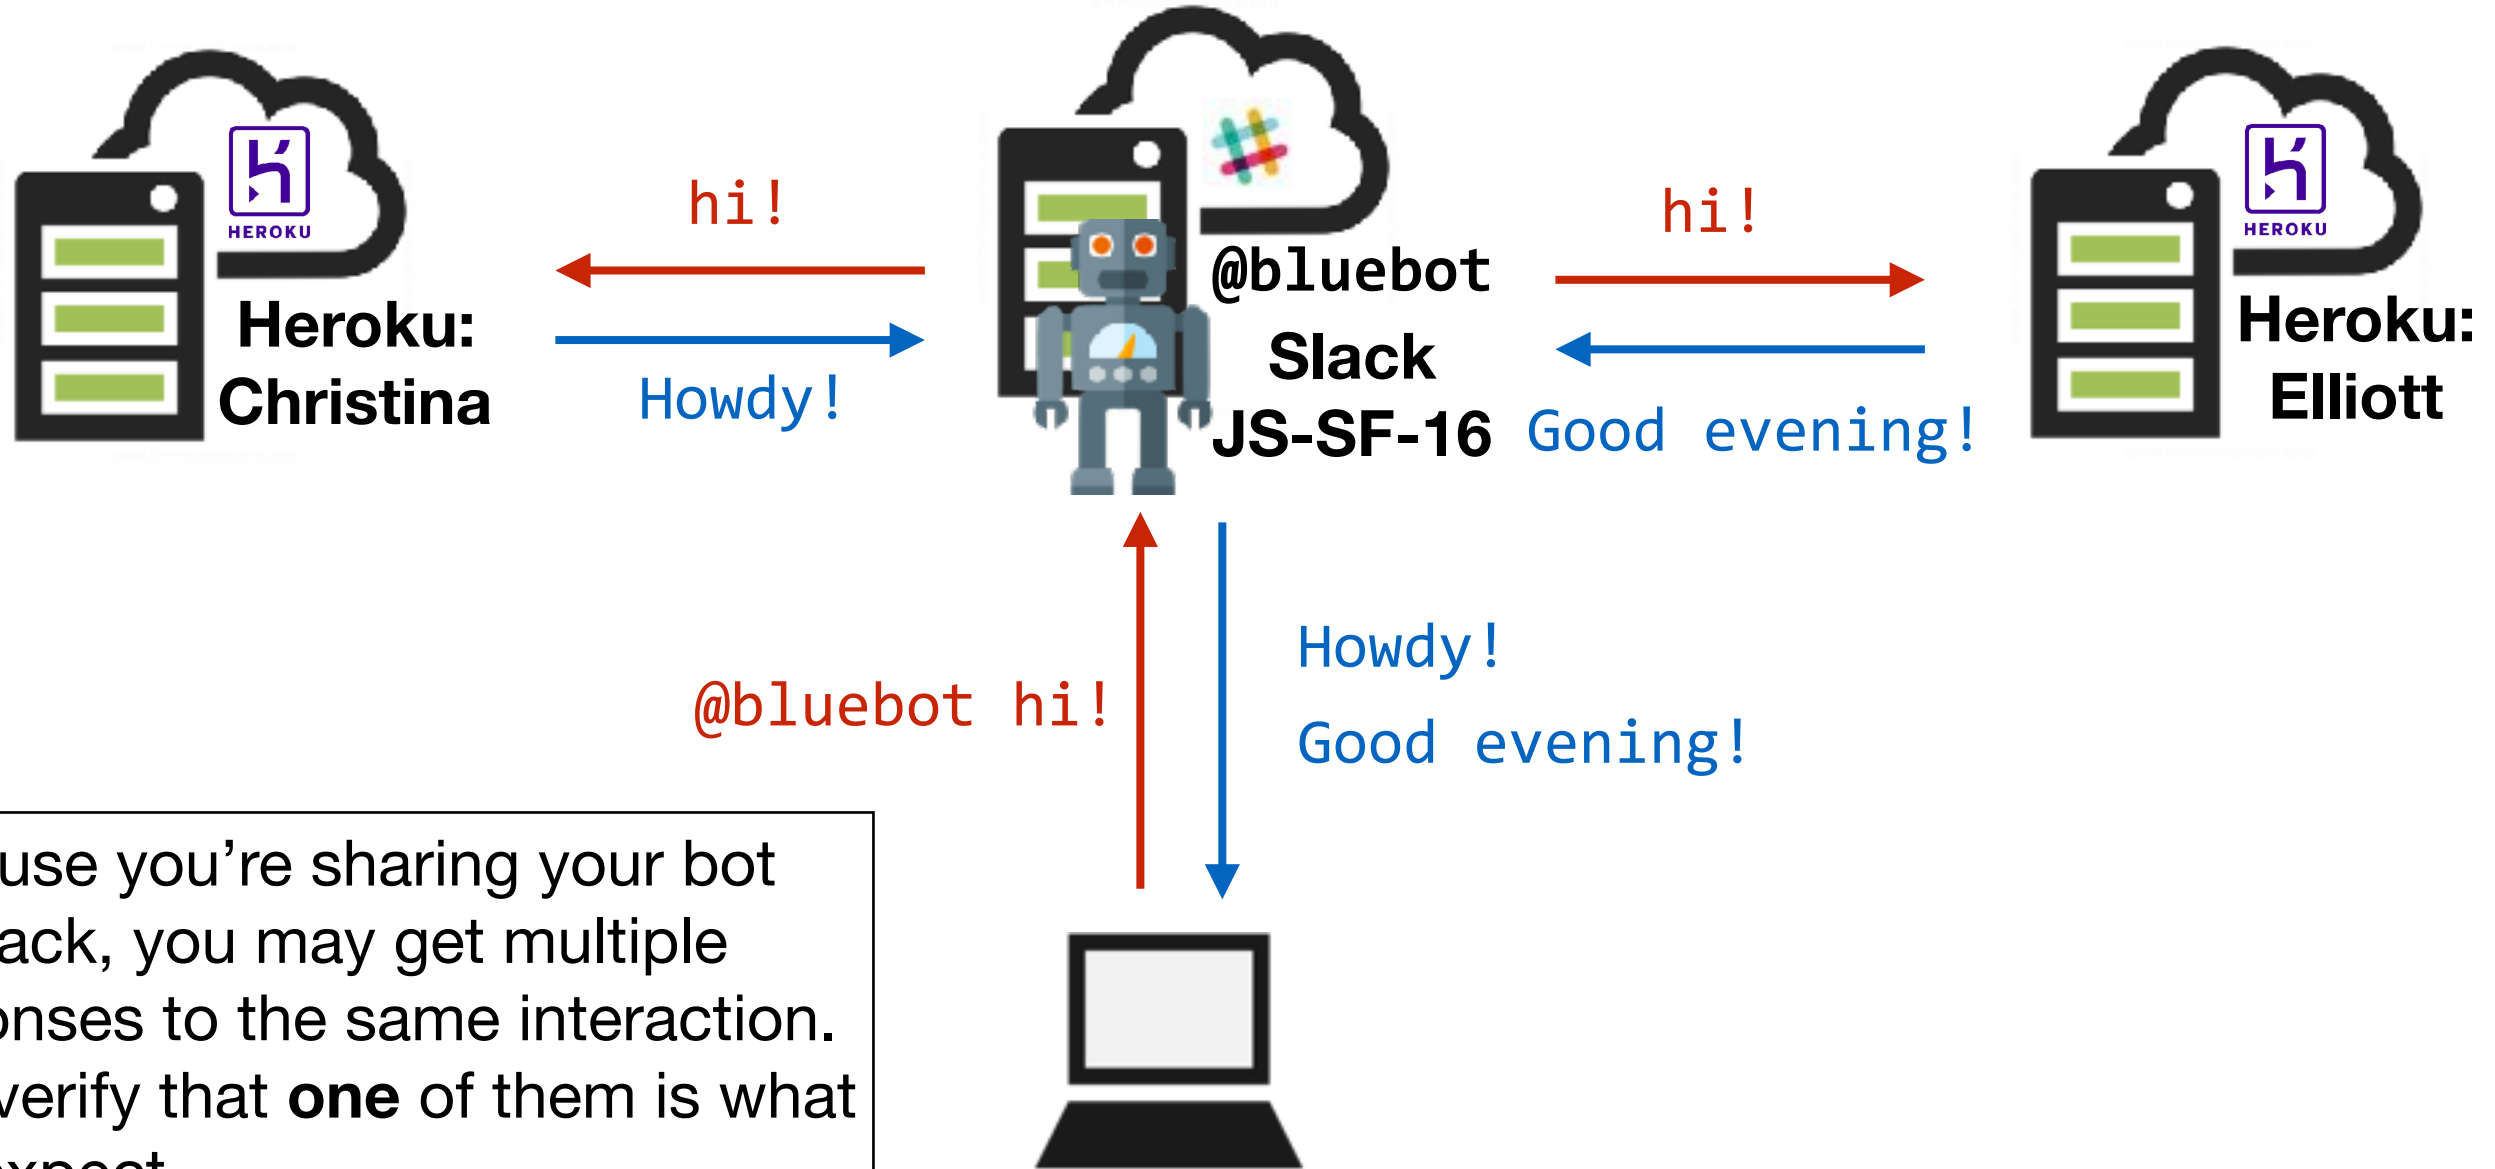 HEROKU
Heroku:
Christina
hi!
Howdy!
@bluebot
Slack
JS-SF-16
hi!
Good evening!
HEROKU
Heroku:
Elliott
@bluebot hi!
Howdy!
Good evening!
use you’re sharing your bot
ack, you may get multiple
onses to the same interaction.
verify that one of them is what
xpect